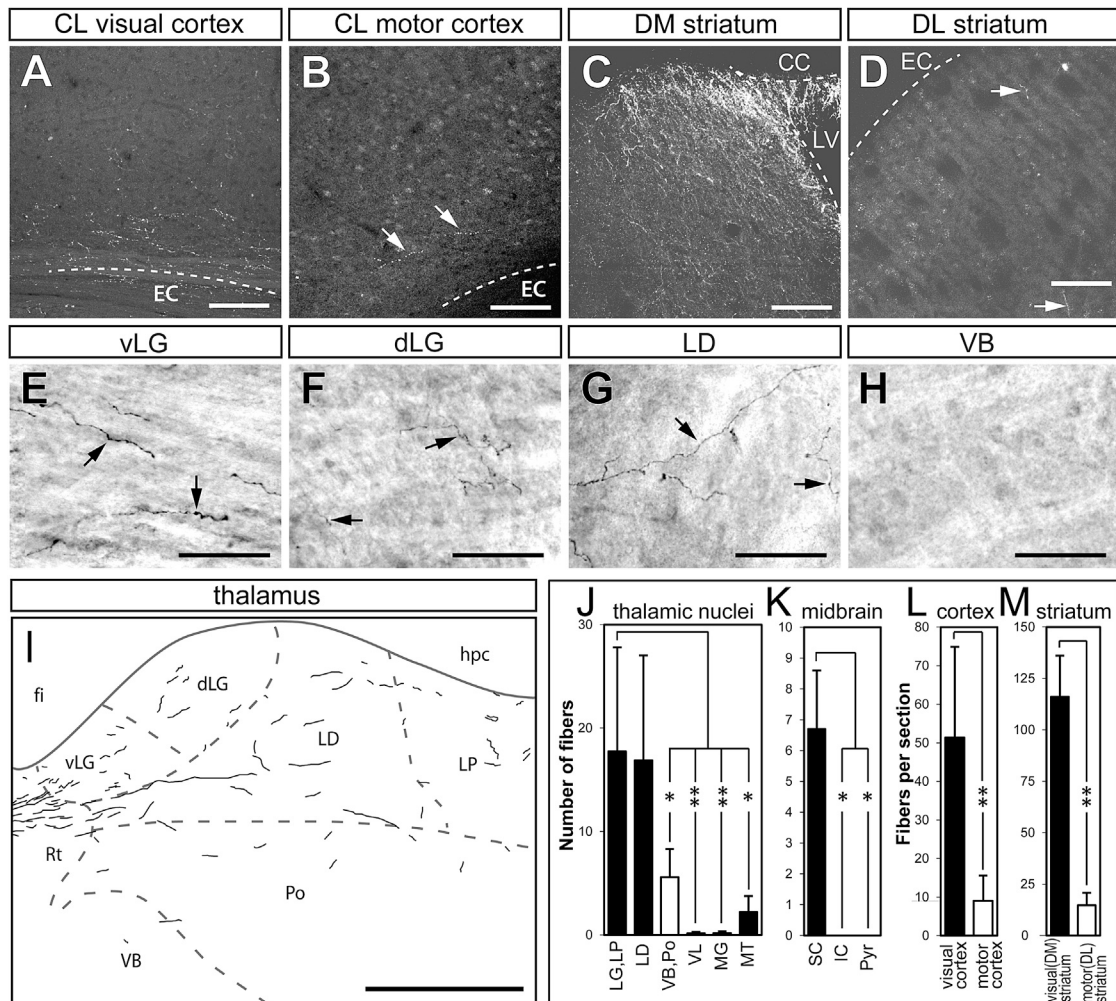 CL visual cortex
CL motor cortex
DM striatum
DL striatum
A
EC
B
EC
C
CC
LV
D
EC
vLG
dLG
LD
VB
E
F
G
H
thalamus
I
fi
dLG
hpc
vLG
LD
LP
Rt
Po
VB
J
thalamic nuclei
Number of fibers
30
20
10
0
*
**
**
*
LG,LP
LD
VB,Po
VL
MG
MT
K
midbrain
10
9
8
7
6
5
4
3
2
1
0
*
*
SC
IC
Pyr
L
cortex
Fibers per section
80
70
60
50
40
30
20
10
0
**
visual
cortex
motor
cortex
M
striatum
150
125
100
75
50
25
0
**
visual(DM)
striatum
motor(DL)
striatum